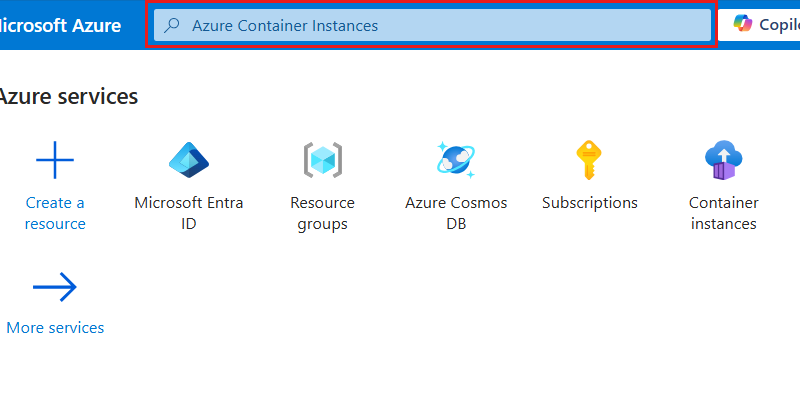 icrosoft Azure
Azure Container Instances
Copilo
Azure services
Create a
resource
Microsoft Entra
ID
Resource
groups
Azure Cosmos
DB
Subscriptions
Container
instances
More services